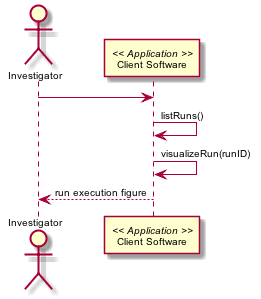 Investigator
<< Application >>
Client Software
listRuns()
visualizeRun(runID)
run execution figure
Investigator
<< Application >>
Client Software